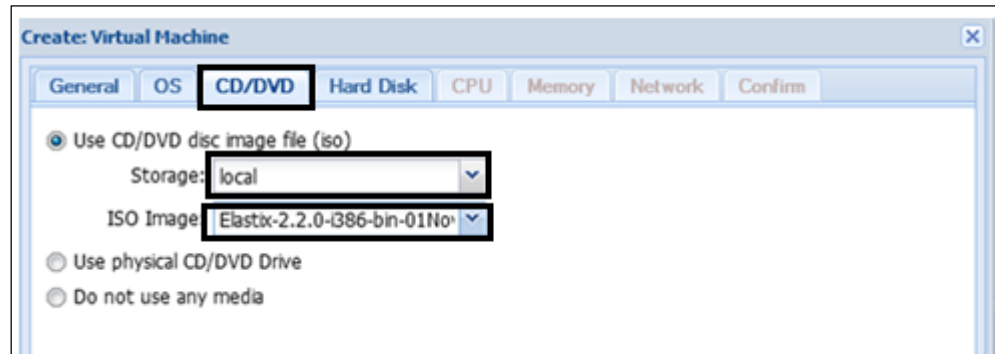 Create: Virtual Machine
General OS CD/DVD Hard Disk CPU Memory Network Confirm
Use CD/DVD disc image file (iso)
Storage: local
ISO Image: Elastix-2.2.0-i386-bin-01Nov
Use physical CD/DVD Drive
Do not use any media